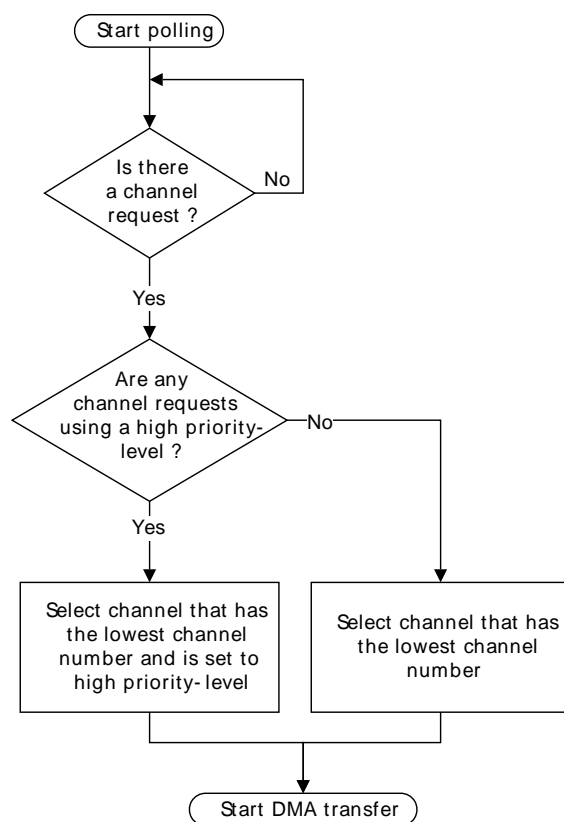 Start polling
Is there
a channel
request ?
No
Yes
Are any
channel requests
using a high priority-
level ?
No
Yes
Select channel that has
the lowest channel
number and is set to
high priority-level
Select channel that has
the lowest channel
number
Start DMA transfer